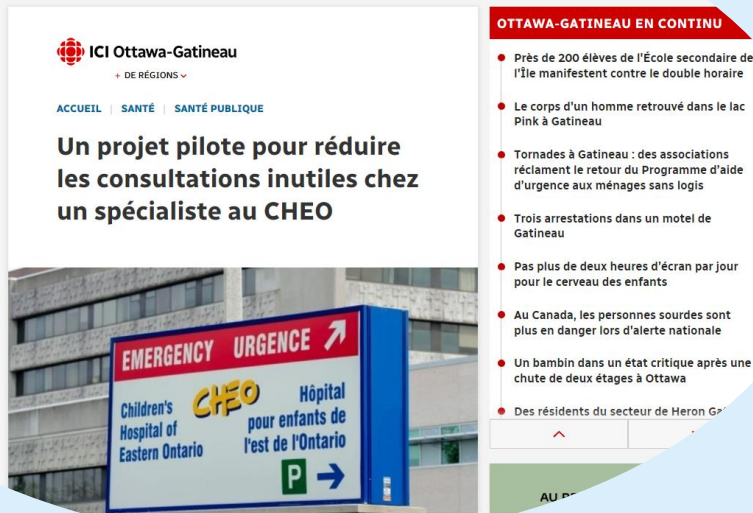 ICI Ottawa-Gatineau
+ DE RÉGIONS
ACCUEIL | SANTÉ | SANTÉ PUBLIQUE
Un projet pilote pour réduire
les consultations inutiles chez
un spécialiste au CHEO
EMERGENCY URGENCE
Children's
Hospital of
Eastern Ontario
CHEO
Hôpital
pour enfants de
l'est de l'Ontario
P
OTTAWA-GATINEAU EN CONTINU
Près de 200 élèves de l'École secondaire de
l'Île manifestent contre le double horaire
Le corps d'un homme retrouvé dans le lac
Pink à Gatineau
Tornades à Gatineau : des associations
réclament le retour du Programme d'aide
d'urgence aux ménages sans logis
Trois arrestations dans un motel de
Gatineau
Pas plus de deux heures d'écran par jour
pour le cerveau des enfants
Au Canada, les personnes sourdes sont
plus en danger lors d'alerte nationale
Un bambin dans un état critique après une
chute de deux étages à Ottawa
Des résidents du secteur de Heron
AU